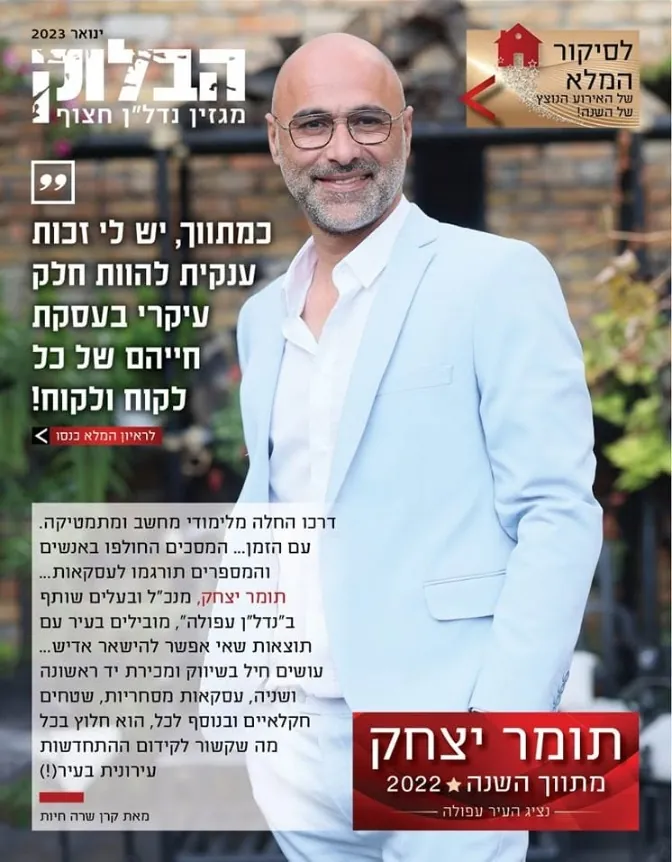 ינואר 2023
הבלוק
מגזין נדל"ן חצוף
לסיקור
המלא
של האירוע הנוצץ
של השנה!
"
כמתווך, יש לי זכות
ענקית להוות חלק
עיקרי בעסקת
חייהם של כל
לקוח ולקוח!
לראיון המלא כנסו
דרכו החלה מלימודי מחשב ומתמטיקה.
עם הזמן... המסכים החולפו באנשים
והמספרים תורגמו לעסקאות...
תומר יצחק, מנכ"ל ובעלים שותף
ב"נדל"ן עפולה", מובילים בעיר עם
תוצאות שאי אפשר להישאר אדיש...
עושים חיל בשיווק ומכירת יד ראשונה
ושניה, עסקאות מסחריות, שטחים
חקלאיים ובנוסף לכל, הוא חלוץ בכל
מה שקשור לקידום ההתחדשות
עירונית בעיר(!)
מאת קרן שרה חיות
תומר יצחק
מתווך השנה★2022
נציג העיר עפולה